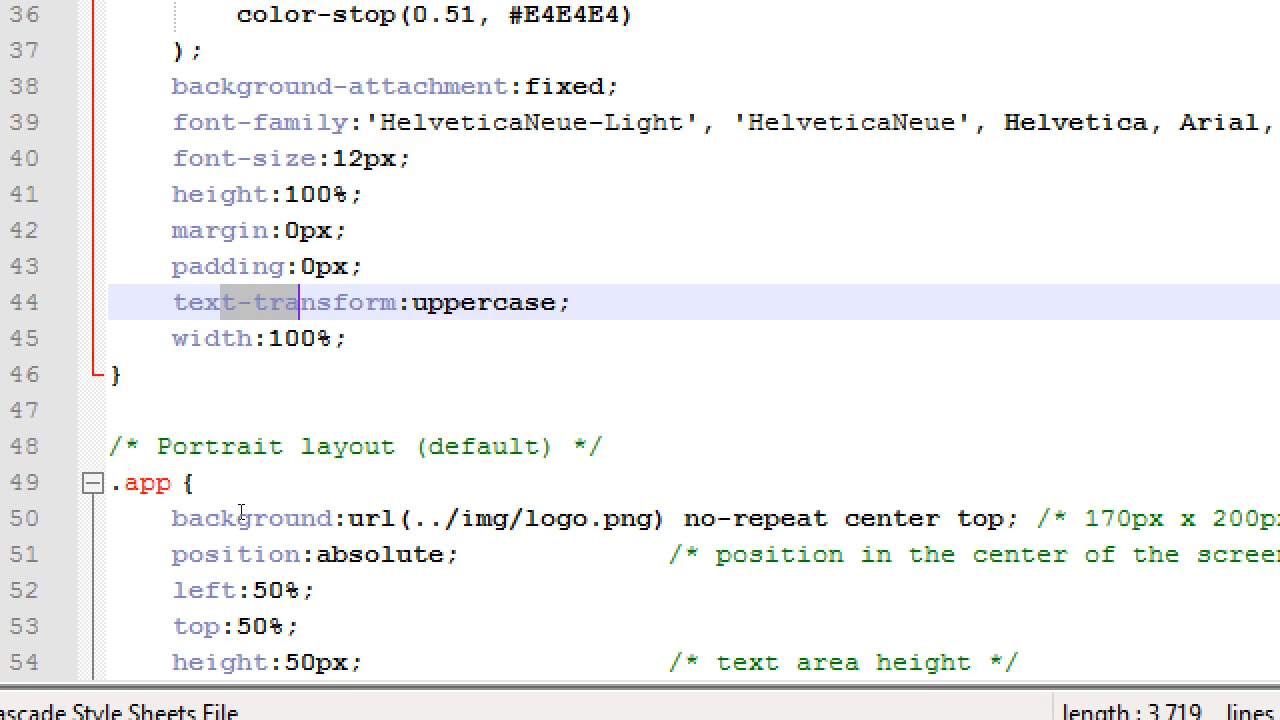 36 color-stop(0.51, #E4E4E4)
37 );
38 background-attachment:fixed;
39 font-family:'HelveticaNeue-Light', 'HelveticaNeue', Helvetica, Arial,
40 font-size:12px;
41 height:100%;
42 margin:0px;
43 padding:0px;
44 text-transform:uppercase;
45 width:100%;
46 }
47
48 /* Portrait layout (default) */
49 .app {
50 background:url(../img/logo.png) no-repeat center top; /* 170px x 200px
51 position:absolute; /* position in the center of the screen
52 left:50%;
53 top:50%;
54 height:50px; /* text area height */
ascade Style Sheets File length : 3,719 lines